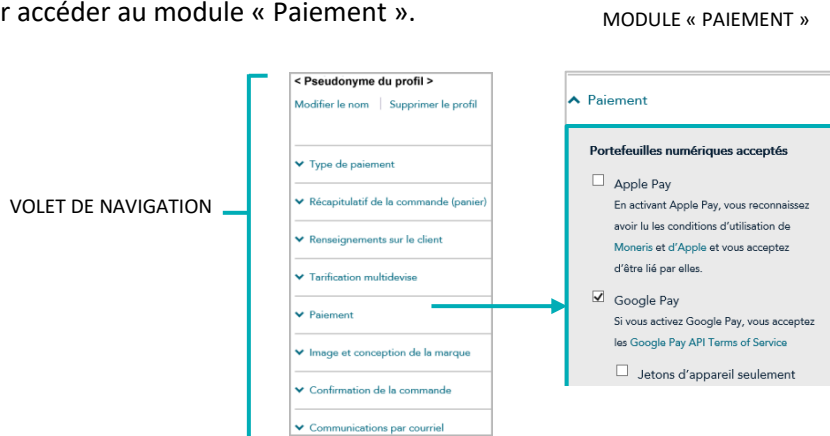 r accéder au module « Paiement ».
MODULE « PAIEMENT »
VOLET DE NAVIGATION
< Pseudonyme du profil >
Modifier le nom | Supprimer le profil
Type de paiement
Récapitulatif de la commande (panier)
Renseignements sur le client
Tarification multidevise
Paiement
Image et conception de la marque
Confirmation de la commande
Communications par courriel
Paiement
Portefeuilles numériques acceptés
Apple Pay
En activant Apple Pay, vous reconnaissez
avoir lu les conditions d’utilisation de
Moneris et d’Apple et vous acceptez
d’être lié par elles.
Google Pay
Si vous activez Google Pay, vous acceptez
les Google Pay API Terms of Service
Jetons d’appareil seulement